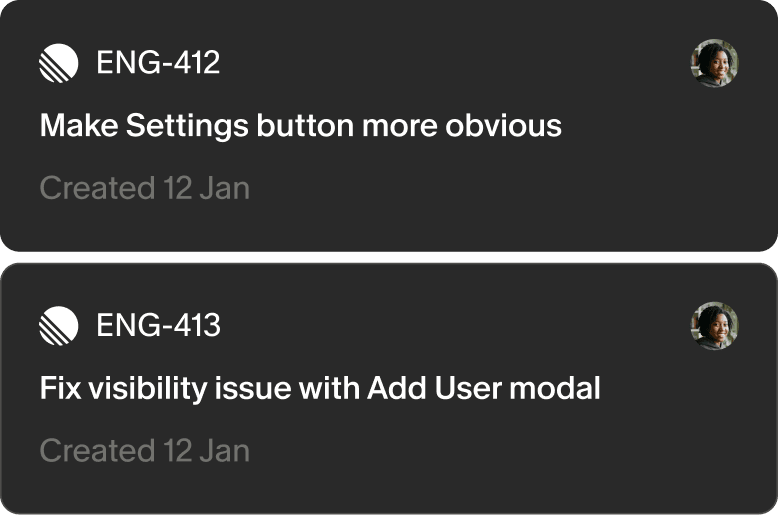 ENG-412
Make Settings button more obvious
Created 12 Jan
ENG-413
Fix visibility issue with Add User modal
Created 12 Jan